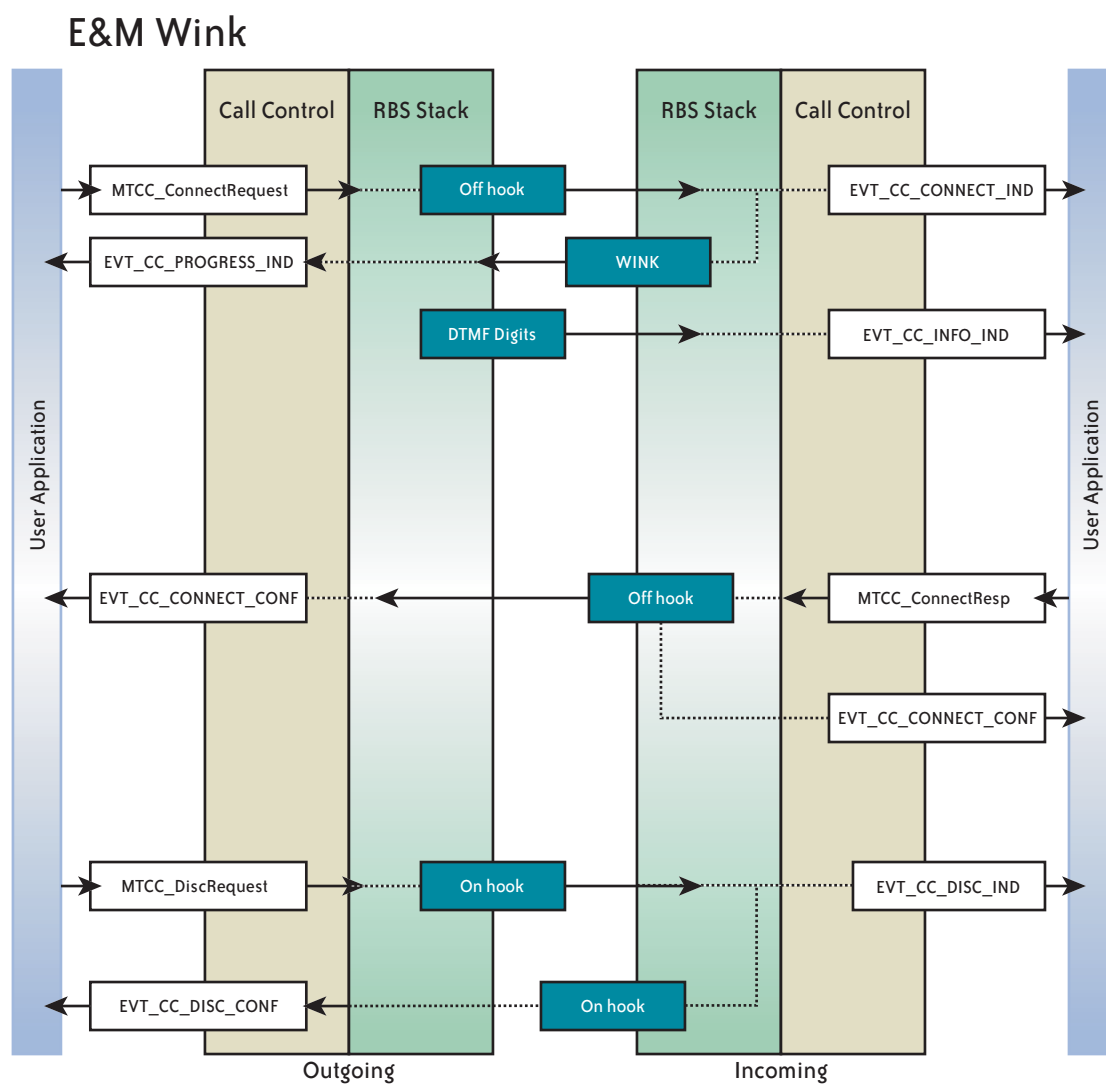 E&M Wink
Call Control
RBS Stack
RBS Stack
Call Control
MTCC_ConnectRequest
Off hook
EVT_CC_CONNECT_IND
EVT_CC_PROGRESS_IND
WINK
DTMF Digits
EVT_CC_INFO_IND
User Application
User Application
EVT_CC_CONNECT_CONF
Off hook
MTCC_ConnectResp
EVT_CC_CONNECT_CONF
MTCC_DiscRequest
On hook
EVT_CC_DISC_IND
EVT_CC_DISC_CONF
On hook
Outgoing
Incoming